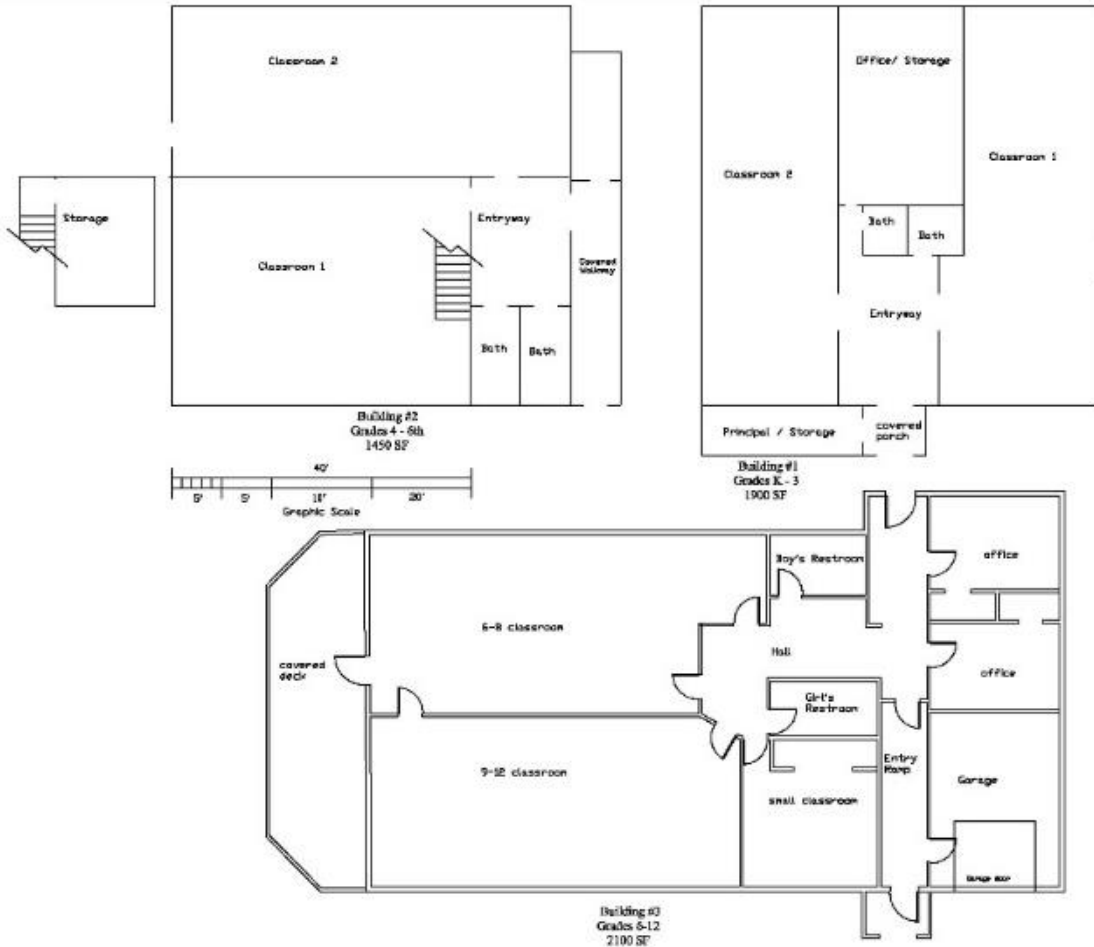 Classroom 2
Storage
Classroom 1
Entryway
Covered
Walkway
Bath
Bath
Building #2
Grades 4 - 6th
1450 SF
Office/ Storage
Classroom 2
Classroom 1
Bath
Bath
Entryway
Principal / Storage
covered
porch
Building #1
Grades K - 3
1900 SF
40'
5'
5'
10'
20'
Graphic Scale
Boy's Restroom
office
6-8 classroom
Hall
covered
deck
office
Girl's
Restroom
9-12 classroom
Entry
Ramp
Garage
small classroom
Garage door
Building #3
Grades 6-12
2100 SF